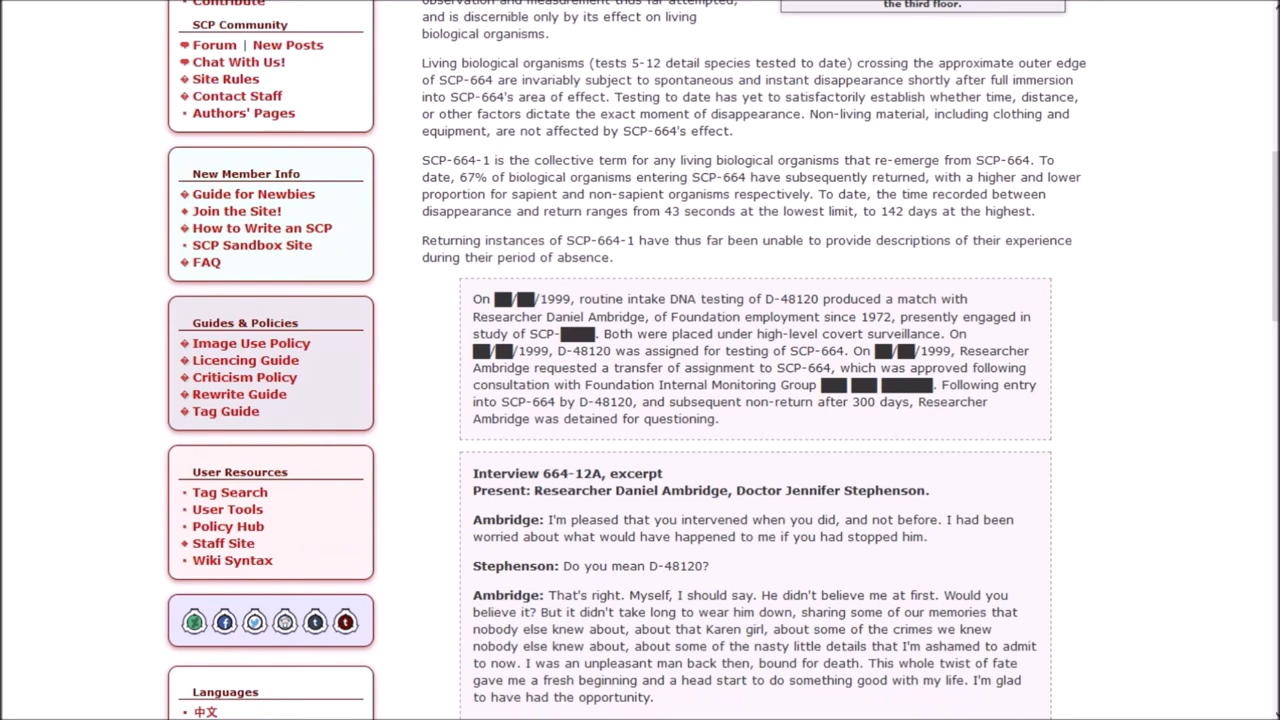 Contribute
SCP Community
Forum | New Posts
Chat With Us!
Site Rules
Contact Staff
Authors' Pages
New Member Info
Guide for Newbies
Join the Site!
How to Write an SCP
SCP Sandbox Site
FAQ
Guides & Policies
Image Use Policy
Licencing Guide
Criticism Policy
Rewrite Guide
Tag Guide
User Resources
Tag Search
User Tools
Policy Hub
Staff Site
Wiki Syntax
Languages
中文
the third floor.
observation and measurement thus far attempted,
and is discernible only by its effect on living
biological organisms.
Living biological organisms (tests 5-12 detail species tested to date) crossing the approximate outer edge
of SCP-664 are invariably subject to spontaneous and instant disappearance shortly after full immersion
into SCP-664's area of effect. Testing to date has yet to satisfactorily establish whether time, distance,
or other factors dictate the exact moment of disappearance. Non-living material, including clothing and
equipment, are not affected by SCP-664's effect.
SCP-664-1 is the collective term for any living biological organisms that re-emerge from SCP-664. To
date, 67% of biological organisms entering SCP-664 have subsequently returned, with a higher and lower
proportion for sapient and non-sapient organisms respectively. To date, the time recorded between
disappearance and return ranges from 43 seconds at the lowest limit, to 142 days at the highest.
Returning instances of SCP-664-1 have thus far been unable to provide descriptions of their experience
during their period of absence.
On ██/██/1999, routine intake DNA testing of D-48120 produced a match with
Researcher Daniel Ambridge, of Foundation employment since 1972, presently engaged in
study of SCP-████. Both were placed under high-level covert surveillance. On
██/██/1999, D-48120 was assigned for testing of SCP-664. On ██/██/1999, Researcher
Ambridge requested a transfer of assignment to SCP-664, which was approved following
consultation with Foundation Internal Monitoring Group ███ ███ ██████. Following entry
into SCP-664 by D-48120, and subsequent non-return after 300 days, Researcher
Ambridge was detained for questioning.
Interview 664-12A, excerpt
Present: Researcher Daniel Ambridge, Doctor Jennifer Stephenson.
Ambridge: I'm pleased that you intervened when you did, and not before. I had been
worried about what would have happened to me if you had stopped him.
Stephenson: Do you mean D-48120?
Ambridge: That's right. Myself, I should say. He didn't believe me at first. Would you
believe it? But it didn't take long to wear him down, sharing some of our memories that
nobody else knew about, about that Karen girl, about some of the crimes we knew
nobody else knew about, about some of the nasty little details that I'm ashamed to admit
to now. I was an unpleasant man back then, bound for death. This whole twist of fate
gave me a fresh beginning and a head start to do something good with my life. I'm glad
to have had the opportunity.